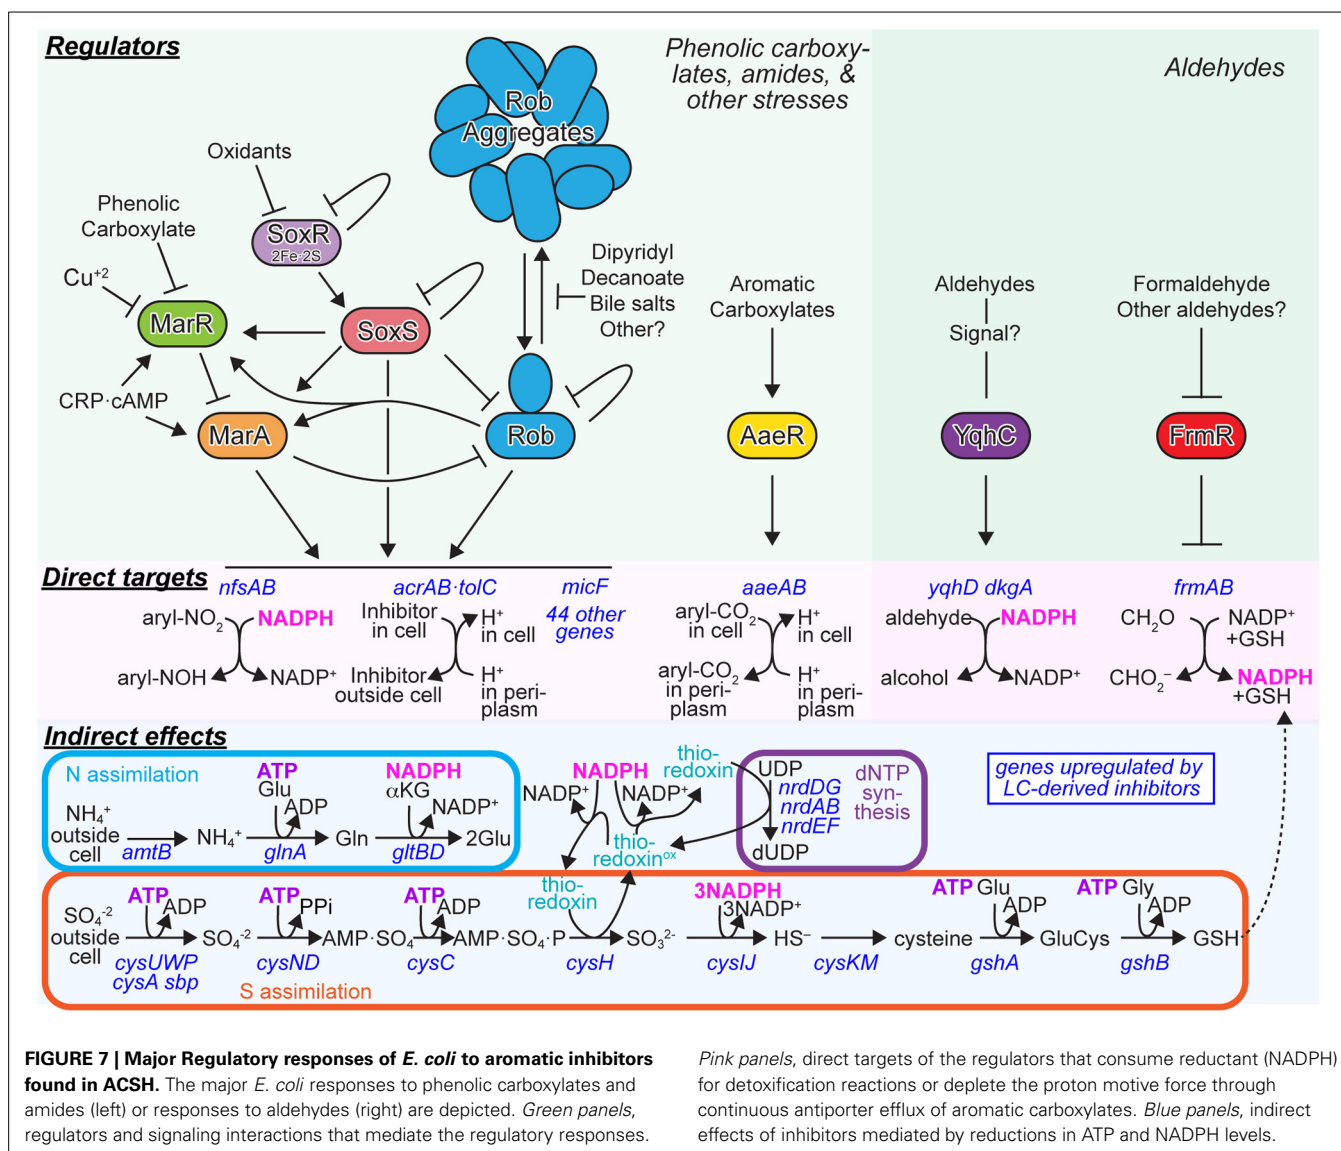 Regulators
Phenolic carboxy-
lates, amides, &
other stresses
Aldehydes
Rob
Aggregates
Oxidants
Phenolic
Carboxylate
Cu+2
SoxR
2Fe·2S
MarR
SoxS
CRP·cAMP
MarA
Rob
Dipyridyl
Decanoate
Bile salts
Other?
Aromatic
Carboxylates
AaeR
Aldehydes
Signal?
YqhC
Formaldehyde
Other aldehydes?
FrmR
Direct targets
nfsAB
aryl-NO2
NADPH
aryl-NOH
NADP+
acrAB·tolC
Inhibitor
in cell
H+
in cell
Inhibitor
outside cell
H+
in peri-
plasm
micF
44 other
genes
aaeAB
aryl-CO2
in cell
H+
in cell
aryl-CO2
in peri-
plasm
H+
in peri-
plasm
yqhD dkgA
aldehyde
NADPH
alcohol
NADP+
frmAB
CH2O
NADP+
+GSH
CHO2−
NADPH
+GSH
Indirect effects
N assimilation
NH4+
outside
cell
amtB
NH4+
ATP
Glu
ADP
glnA
Gln
NADPH
αKG
NADP+
gltBD
2Glu
NADPH
NADP+
NADP+
thio-
redoxin
thio-
redoxinox
thio-
redoxin
UDP
nrdDG
nrdAB
nrdEF
dUDP
dNTP
syn-
thesis
genes upregulated by
LC-derived inhibitors
SO4-2
outside
cell
ATP
ADP
cysUWP
cysA sbp
SO4-2
ATP
PPi
cysND
AMP·SO4
ATP
ADP
cysC
AMP·SO4·P
cysH
SO32-
3NADPH
3NADP+
cysIJ
HS−
cysKM
cysteine
ATP Glu
ADP
gshA
GluCys
ATP Gly
ADP
gshB
GSH
S assimilation
FIGURE 7 | Major Regulatory responses of E. coli to aromatic inhibitors
found in ACSH. The major E. coli responses to phenolic carboxylates and
amides (left) or responses to aldehydes (right) are depicted. Green panels,
regulators and signaling interactions that mediate the regulatory responses.
Pink panels, direct targets of the regulators that consume reductant (NADPH)
for detoxification reactions or deplete the proton motive force through
continuous antiporter efflux of aromatic carboxylates. Blue panels, indirect
effects of inhibitors mediated by reductions in ATP and NADPH levels.